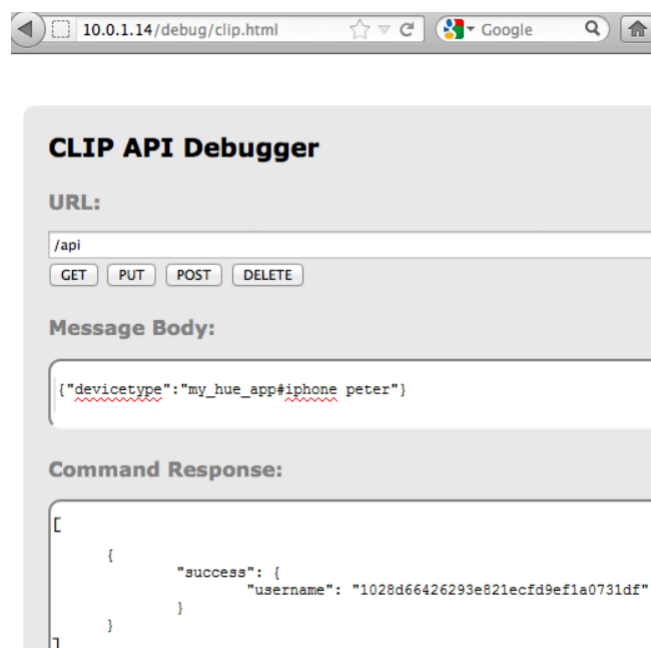 10.0.1.14/debug/clip.html
Google
CLIP API Debugger
URL:
/api
GET PUT POST DELETE
Message Body:
{"devicetype":"my_hue_app#iphone peter"}
Command Response:
[
{
"success": {
"username": "1028d66426293e821ecfd9ef1a0731df"
}
}
]